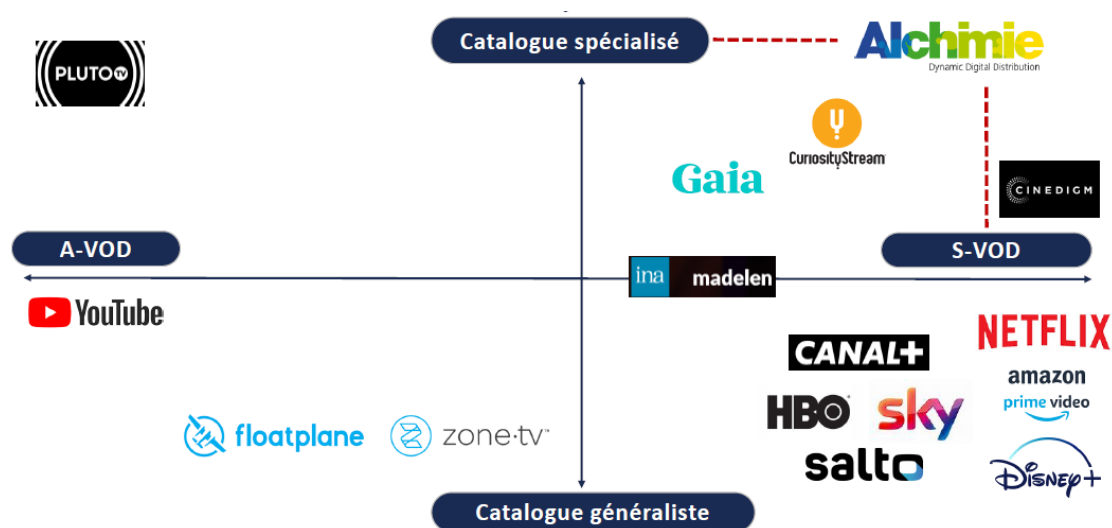 Catalogue spécialisé
Alchimie
Dynamic Digital Distribution
PLUTO TV
CuriosityStream
Gaia
CINEDIGM
A-VOD
S-VOD
ina madelen
YouTube
NETFLIX
CANAL+
amazon
prime video
HBO
sky
floatplane
zone·tv™
salto
Disney+
Catalogue généraliste